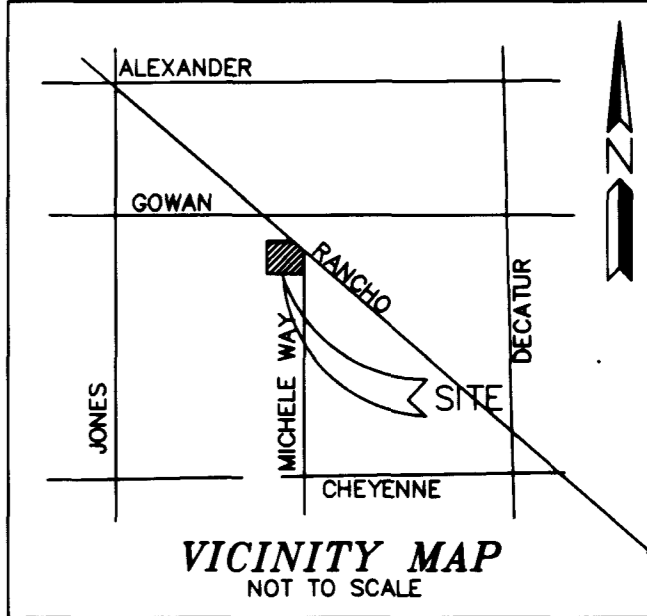 ALEXANDER
N
GOWAN
RANCHO
DECATUR
MICHELE WAY
JONES
SITE
CHEYENNE
VICINITY MAP
NOT TO SCALE